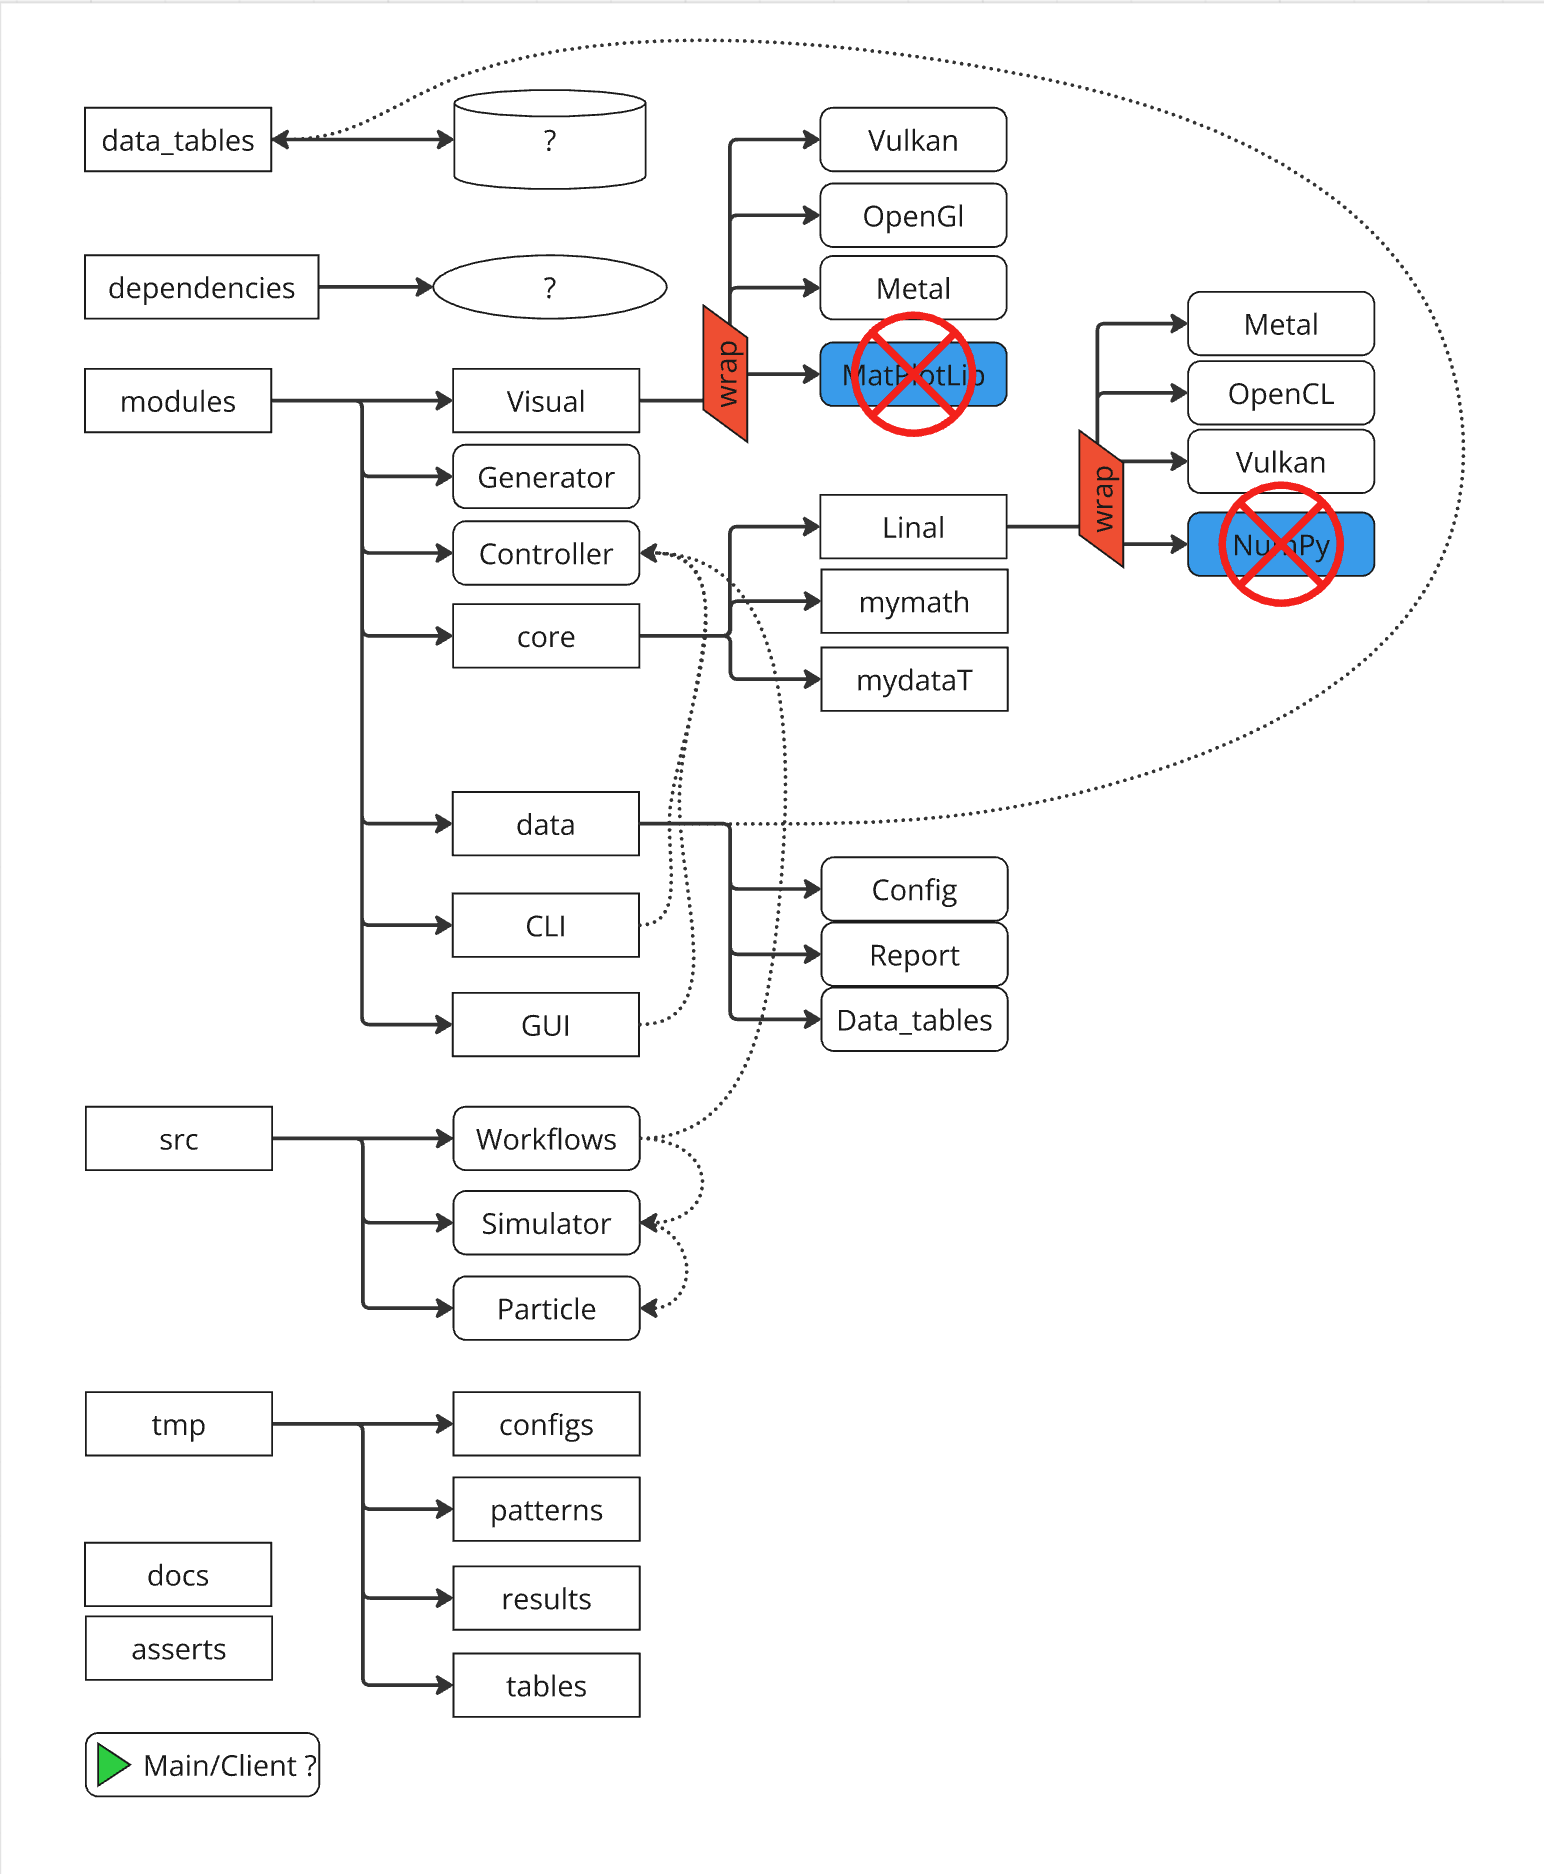 data_tables
?
Vulkan
OpenGl
dependencies
?
Metal
wrap
MatPlotLib
modules
Visual
Generator
Controller
core
Linal
mymath
mydataT
wrap
Metal
OpenCL
Vulkan
NumPy
data
CLI
GUI
Config
Report
Data_tables
src
Workflows
Simulator
Particle
tmp
configs
patterns
results
tables
docs
asserts
Main/Client ?